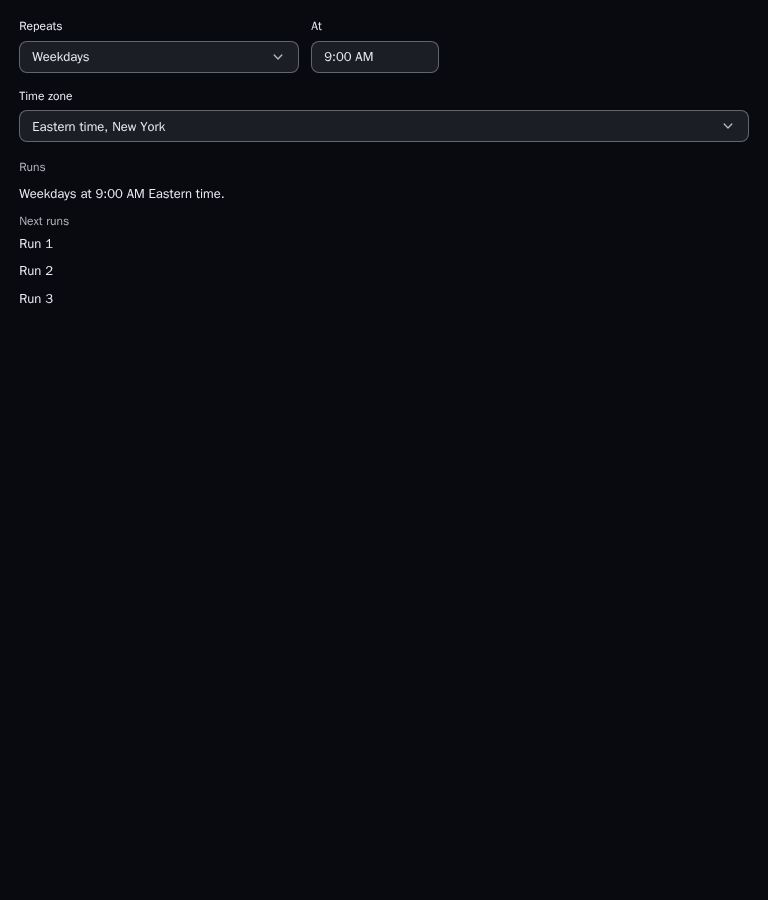 Repeats
At
Weekdays
9:00 AM
Time zone
Eastern time, New York
Runs
Weekdays at 9:00 AM Eastern time.
Next runs
Run 1
Run 2
Run 3